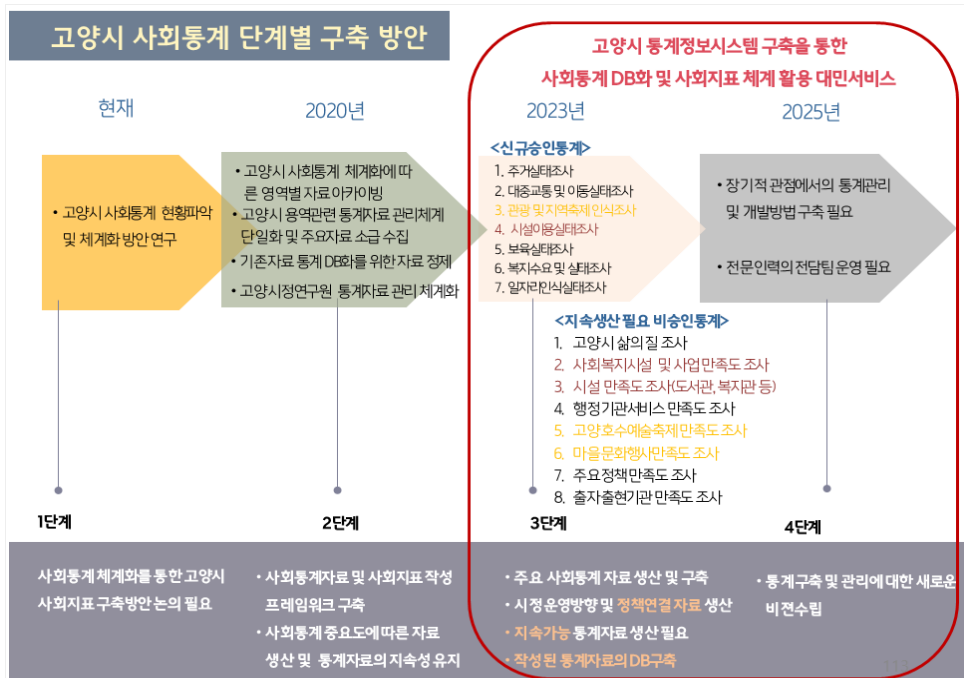 고양시 사회통계 단계별 구축 방안
고양시 통계정보시스템 구축을 통한
사회통계 DB화 및 사회지표 체계 활용 대민서비스
현재
2020년
2023년
2025년
• 고양시 사회통계 현황파악
및 체계화 방안 연구
• 고양시 사회통계 체계화에 따
른 영역별 자료 아카이빙
• 고양시 용역관련 통계자료 관리체계
단일화 및 주요자료 소급 수집
• 기존자료 통계 DB화를 위한 자료 정제
• 고양시정연구원 통계자료 관리 체계화
<신규승인통계>
1. 주거실태조사
2. 대중교통 및 이동실태조사
3. 관광 및 지역축제 인식조사
4. 시설이용실태조사
5. 보육실태조사
6. 복지수요 및 실태조사
7. 일자리인식실태조사
• 장기적 관점에서의 통계관리
및 개발방법 구축 필요
• 전문인력의 전담팀 운영 필요
<지속생산 필요 비승인통계>
1. 고양시 삶의 질 조사
2. 사회복지시설 및 사업 만족도 조사
3. 시설 만족도 조사(도서관, 복지관 등)
4. 행정기관서비스 만족도 조사
5. 고양호수예술축제 만족도 조사
6. 마을문화행사만족도 조사
7. 주요정책 만족도 조사
8. 출자출현기관 만족도 조사
1단계
2단계
3단계
4단계
사회통계 체계화를 통한 고양시
사회지표 구축방안 논의 필요
• 사회통계자료 및 사회지표 작성
프레임워크 구축
• 사회통계 중요도에 따른 자료
생산 및 통계자료의 지속성 유지
• 주요 사회통계 자료 생산 및 구축
• 시정 운영방향 및 정책연결 자료 생산
• 지속가능 통계자료 생산 필요
• 작성된 통계자료의 DB구축
• 통계구축 및 관리에 대한 새로운
비젼수립